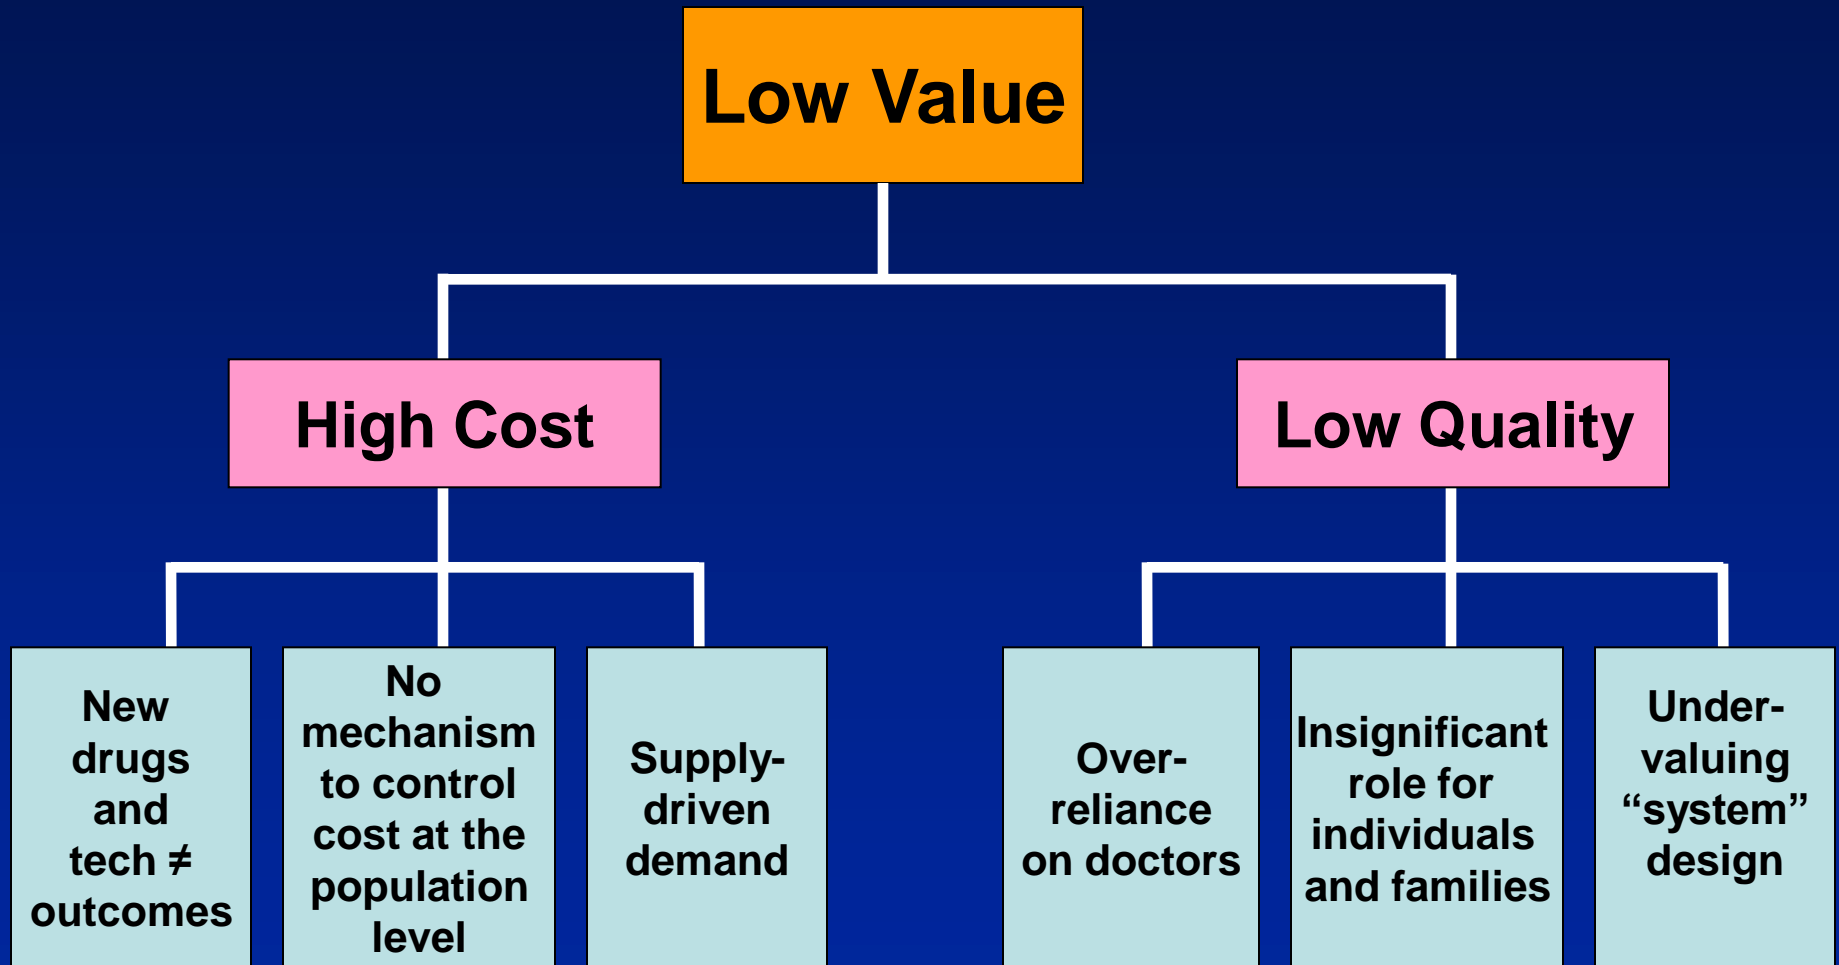 Low Value
High Cost
Low Quality
New
drugs
and
tech ≠
outcomes
No
mechanism
to control
cost at the
population
level
Supply-
driven
demand
Over-
reliance
on doctors
Insignificant
role for
individuals
and families
Under-
valuing
“system”
design